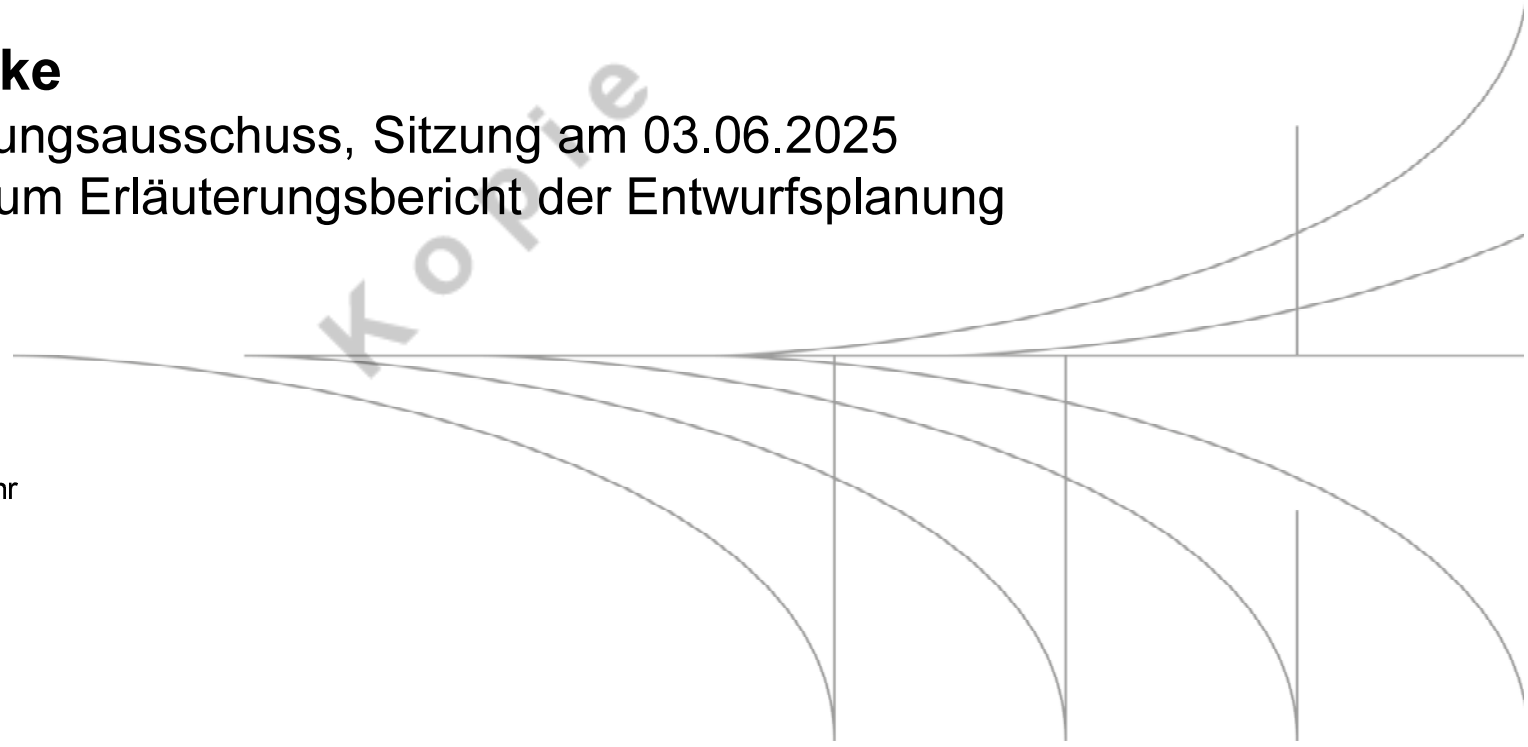 ke
ungsausschuss, Sitzung am 03.06.2025
um Erläuterungsbericht der Entwurfsplanung
Kopie
hr